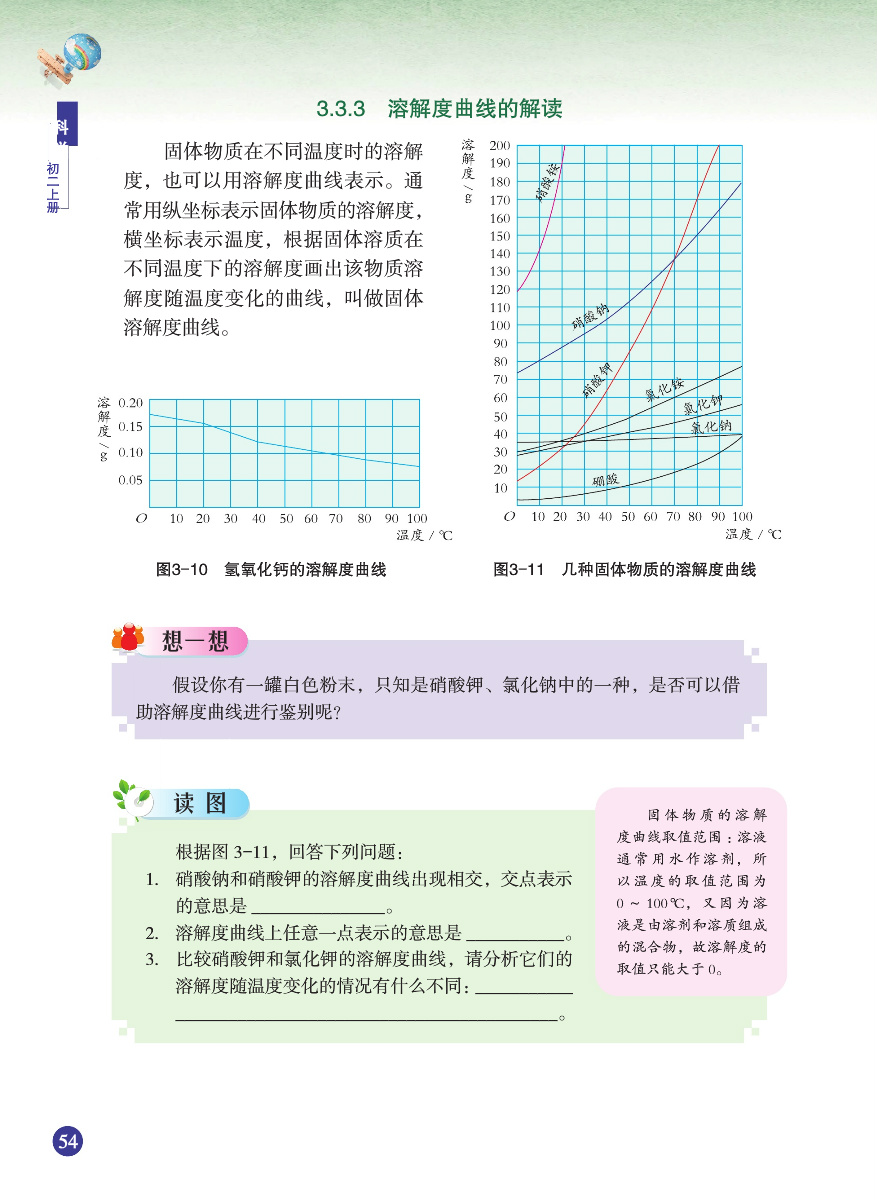 科
初二上册
3.3.3 溶解度曲线的解读
固体物质在不同温度时的溶解
度，也可以用溶解度曲线表示。通
常用纵坐标表示固体物质的溶解度，
横坐标表示温度，根据固体溶质在
不同温度下的溶解度画出该物质溶
解度随温度变化的曲线，叫做固体
溶解度曲线。
溶解度/g
0.20
0.15
0.10
0.05
O 10 20 30 40 50 60 70 80 90 100
温度/℃
图3-10 氢氧化钙的溶解度曲线
溶解度/g
200
190
180
170
160
150
140
130
120
110
100
90
80
70
60
50
40
30
20
10
硝酸铵
硝酸钠
硝酸钾
氯化铵
氯化钾
氯化钠
硼酸
O 10 20 30 40 50 60 70 80 90 100
温度/℃
图3-11 几种固体物质的溶解度曲线
想一想
假设你有一罐白色粉末，只知是硝酸钾、氯化钠中的一种，是否可以借
助溶解度曲线进行鉴别呢？
读图
根据图 3-11，回答下列问题：
1. 硝酸钠和硝酸钾的溶解度曲线出现相交，交点表示
的意思是 ______________。
2. 溶解度曲线上任意一点表示的意思是 __________。
3. 比较硝酸钾和氯化钾的溶解度曲线，请分析它们的
溶解度随温度变化的情况有什么不同：__________
________________________________________。
固体物质的溶解
度曲线取值范围：溶液
通常用水作溶剂，所
以温度的取值范围为
0 ~ 100℃，又因为溶
液是由溶剂和溶质组成
的混合物，故溶解度的
取值只能大于 0。
54